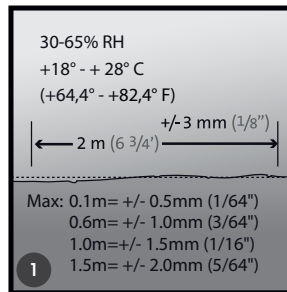 30-65% RH
+18° - + 28° C
(+64,4° - +82,4° F)
+/-3 mm (1/8”)
2 m (6 3/4’)
Max: 0.1m= +/- 0.5mm (1/64")
0.6m= +/- 1.0mm (3/64")
1.0m=+/- 1.5mm (1/16")
1.5m= +/- 2.0mm (5/64")
1